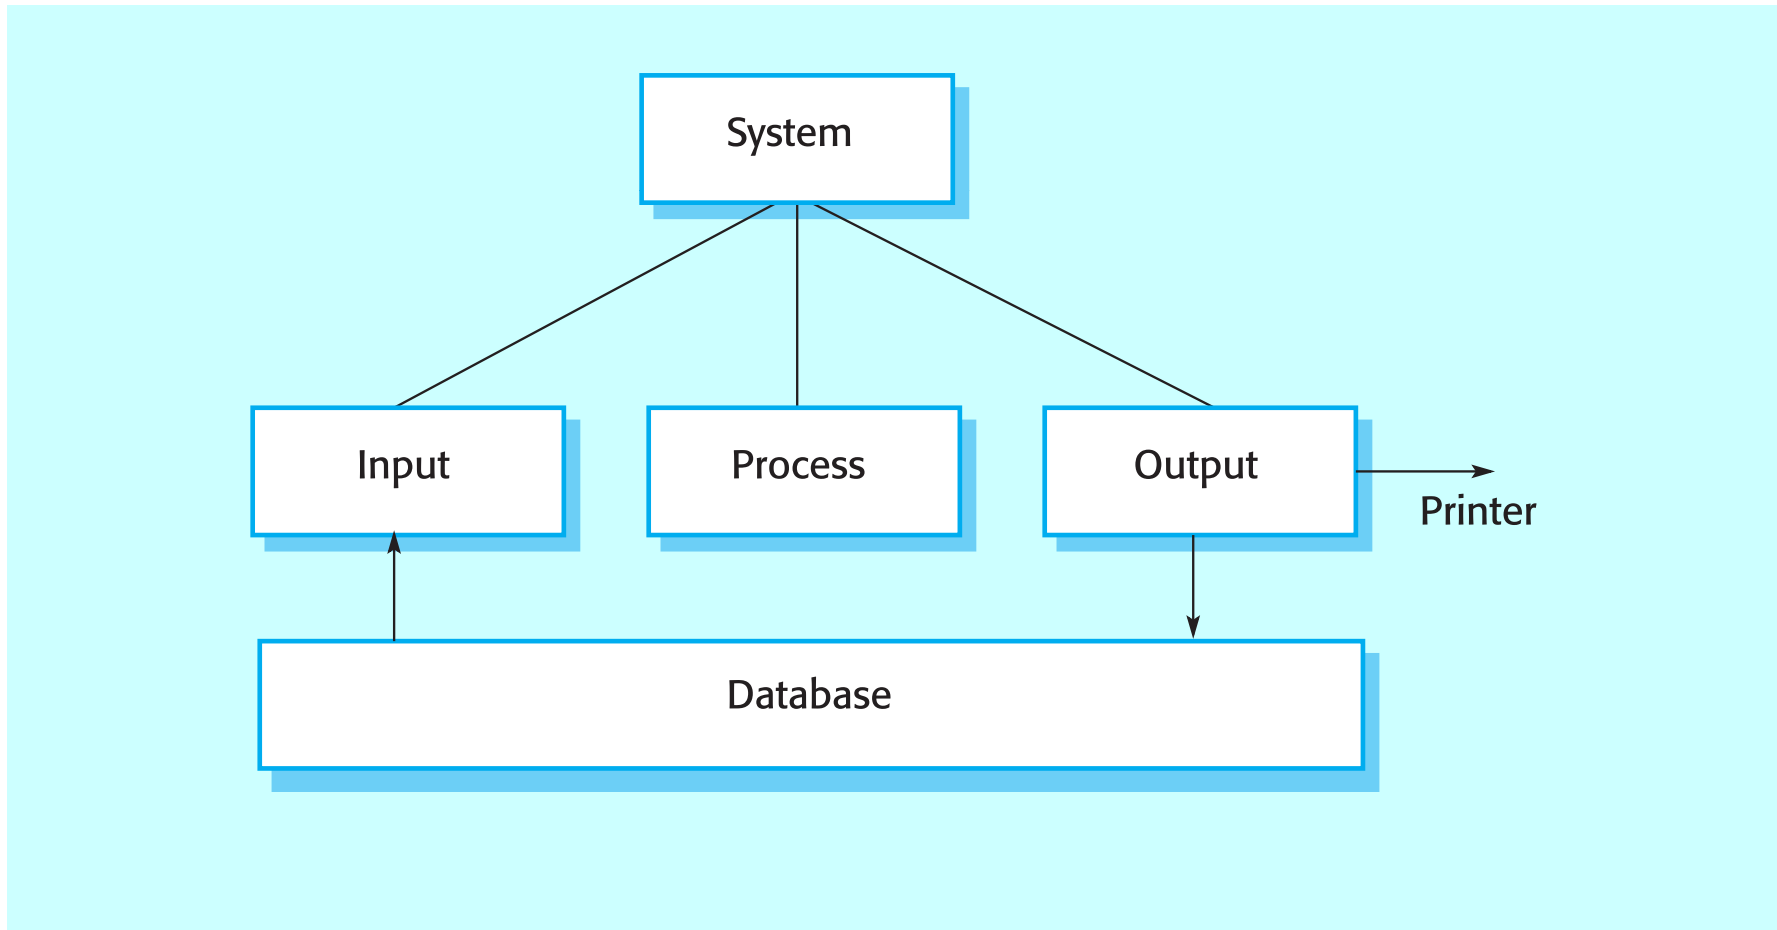 System
Input
Process
Output
Printer
Database